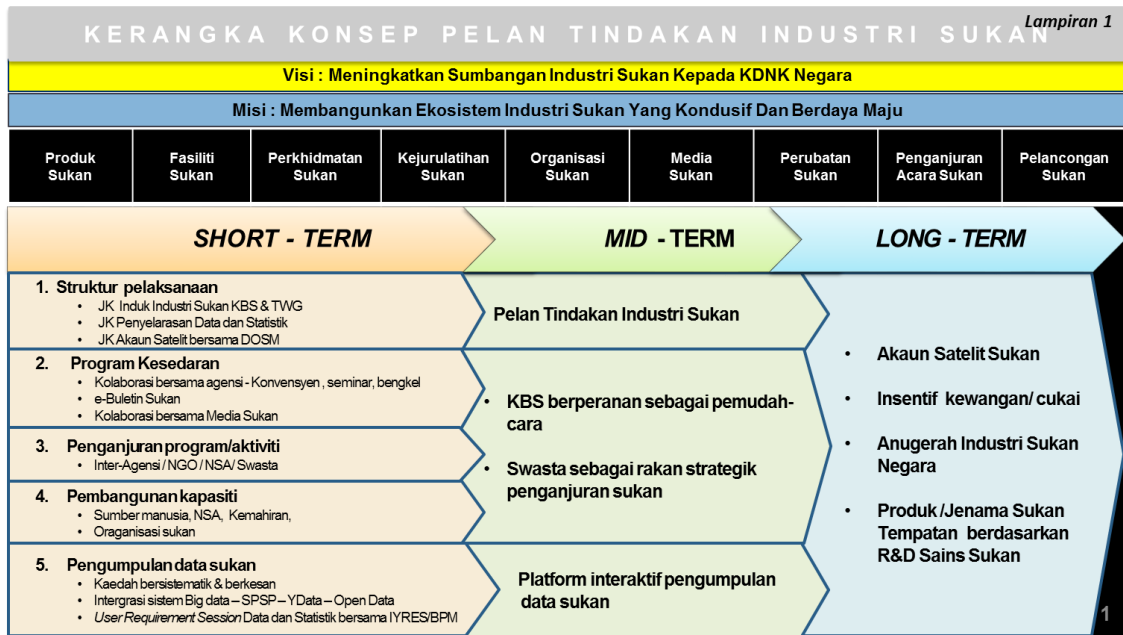 Lampiran 1
KERANGKA KONSEP PELAN TINDAKAN INDUSTRI SUKAN
Visi : Meningkatkan Sumbangan Industri Sukan Kepada KDNK Negara
Misi : Membangunkan Ekosistem Industri Sukan Yang Kondusif Dan Berdaya Maju
Produk
Sukan
Fasiliti
Sukan
Perkhidmatan
Sukan
Kejurulatihan
Sukan
Organisasi
Sukan
Media
Sukan
Perubatan
Sukan
Penganjuran
Acara Sukan
Pelancongan
Sukan
SHORT - TERM
MID - TERM
LONG - TERM
1. Struktur pelaksanaan
• JK Induk Industri Sukan KBS & TWG
• JK Penyelarasan Data dan Statistik
• JK Akaun Satelit bersama DOSM
2. Program Kesedaran
• Kolaborasi bersama agensi - Konvensyen , seminar, bengkel
• e-Buletin Sukan
• Kolaborasi bersama Media Sukan
3. Penganjuran program/aktiviti
• Inter-Agensi / NGO / NSA/ Swasta
4. Pembangunan kapasiti
• Sumber manusia, NSA, Kemahiran,
• Oraganisasi sukan
5. Pengumpulan data sukan
• Kaedah bersistematik & berkesan
• Intergrasi sistem Big data – SPSP – YData – Open Data
• User Requirement Session Data dan Statistik bersama IYRES/BPM
Pelan Tindakan Industri Sukan
• KBS berperanan sebagai pemudah-
cara
• Swasta sebagai rakan strategik
penganjuran sukan
Platform interaktif pengumpulan
data sukan
• Akaun Satelit Sukan
• Insentif kewangan/ cukai
• Anugerah Industri Sukan
Negara
• Produk /Jenama Sukan
Tempatan berdasarkan
R&D Sains Sukan
1